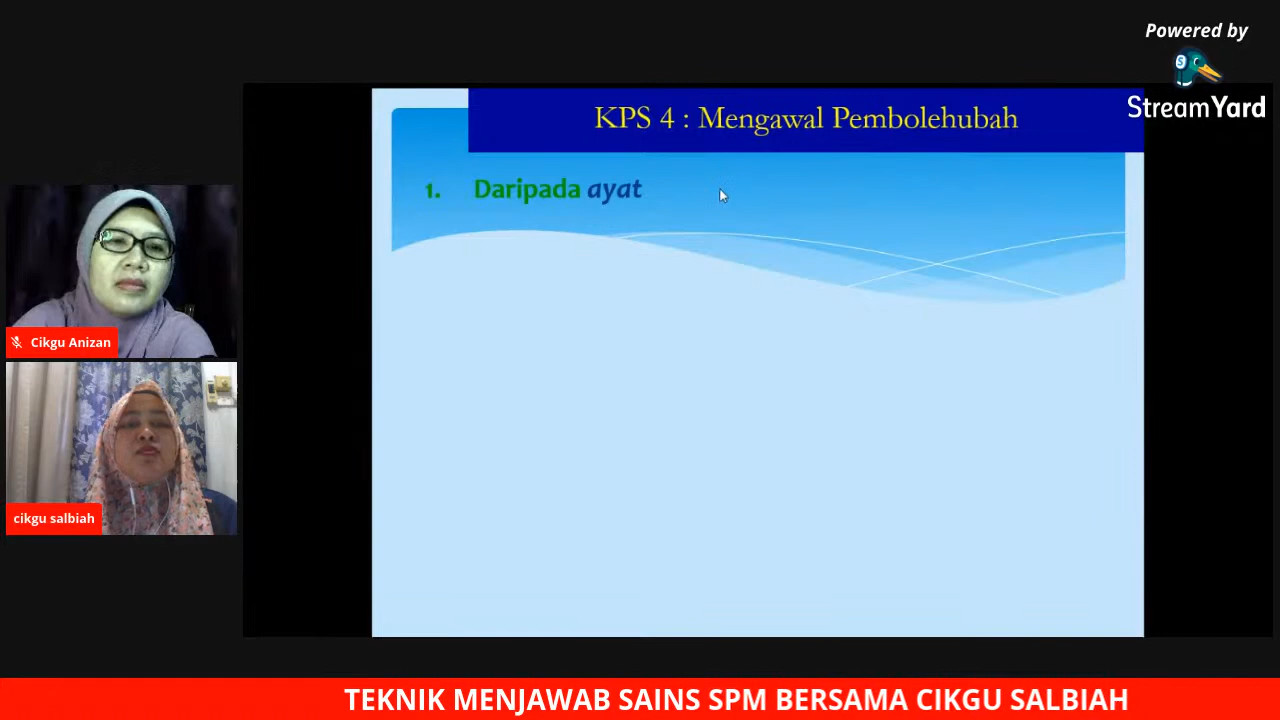 Powered by
StreamYard
KPS 4 : Mengawal Pembolehubah
1. Daripada ayat
Cikgu Anizan
cikgu salbiah
TEKNIK MENJAWAB SAINS SPM BERSAMA CIKGU SALBIAH